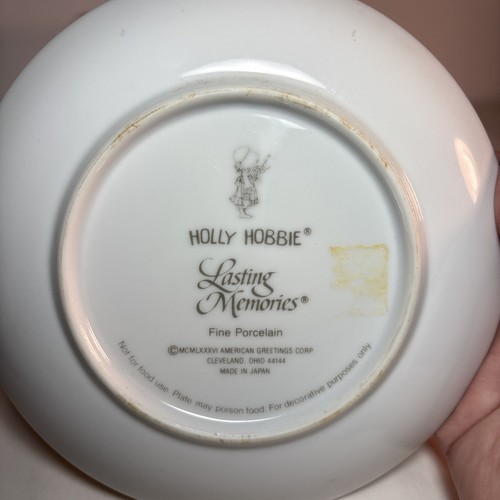 HOLLY HOBBIE®
Lasting
Memories®
Fine Porcelain
©MCMLXXXVI AMERICAN GREETINGS CORP
CLEVELAND, OHIO 44144
MADE IN JAPAN
Not for food use. Plate may poison food. For decorative purposes only.